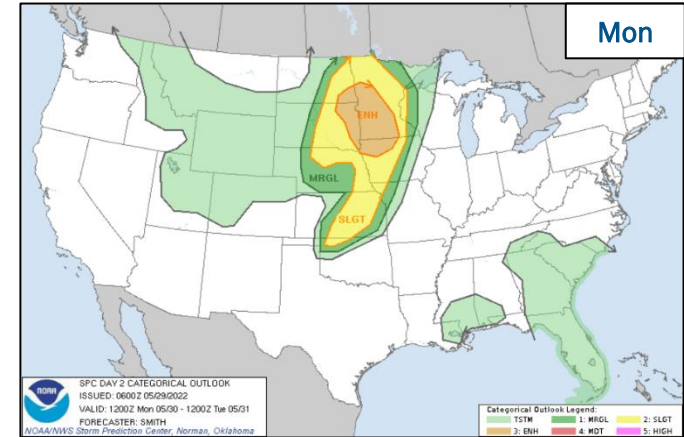 Mon
ENH
MRGL
SLGT
NOAA
SPC DAY 2 CATEGORICAL OUTLOOK
ISSUED: 0600Z 05/29/2022
VALID: 1200Z Mon 05/30 - 1200Z Tue 05/31
FORECASTER: SMITH
NOAA/NWS Storm Prediction Center, Norman, Oklahoma
Categorical Outlook Legend:
TSTM 1: MRGL 2: SLGT
3: ENH 4: MDT 5: HIGH